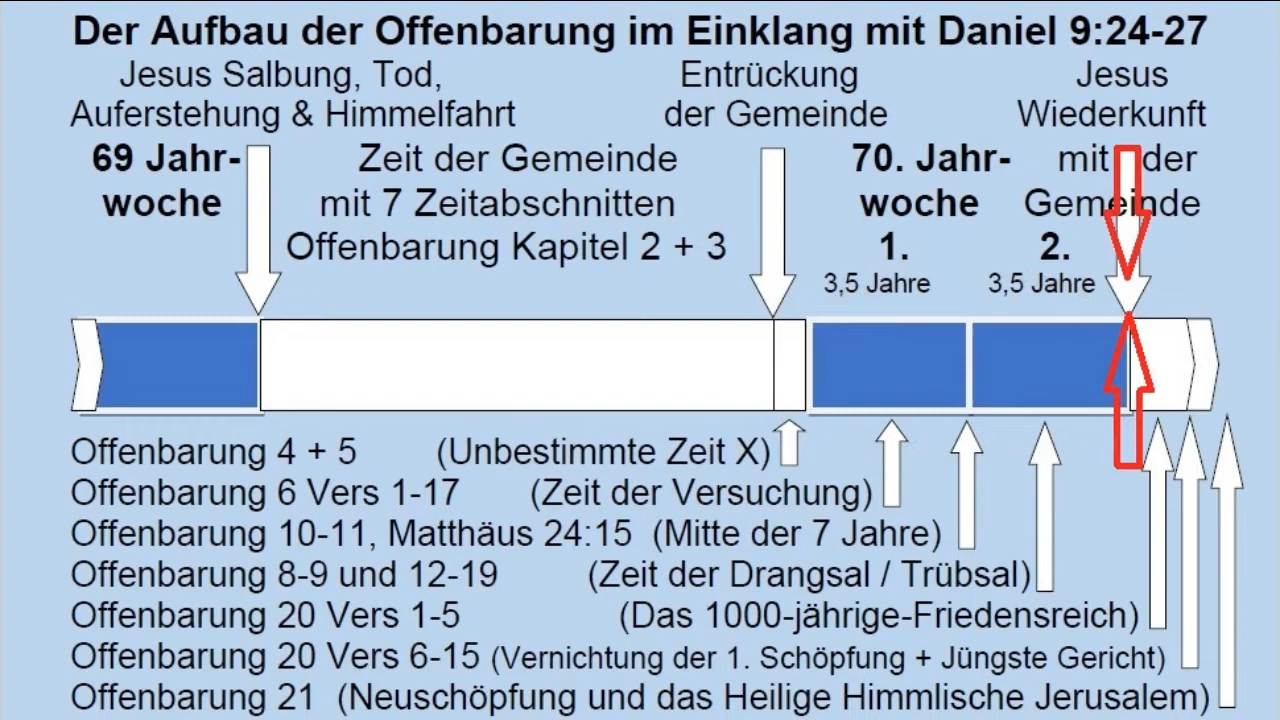 Der Aufbau der Offenbarung im Einklang mit Daniel 9:24-27
Jesus Salbung, Tod,
Auferstehung & Himmelfahrt
Entrückung
der Gemeinde
Jesus
Wiederkunft
mit der
Gemeinde
69 Jahr-
woche
Zeit der Gemeinde
mit 7 Zeitabschnitten
Offenbarung Kapitel 2 + 3
70. Jahr-
woche
1.
3,5 Jahre
2.
3,5 Jahre
Offenbarung 4 + 5 (Unbestimmte Zeit X)
Offenbarung 6 Vers 1-17 (Zeit der Versuchung)
Offenbarung 10-11, Matthäus 24:15 (Mitte der 7 Jahre)
Offenbarung 8-9 und 12-19 (Zeit der Drangsal / Trübsal)
Offenbarung 20 Vers 1-5 (Das 1000-jährige-Friedensreich)
Offenbarung 20 Vers 6-15 (Vernichtung der 1. Schöpfung + Jüngste Gericht)
Offenbarung 21 (Neuschöpfung und das Heilige Himmlische Jerusalem)